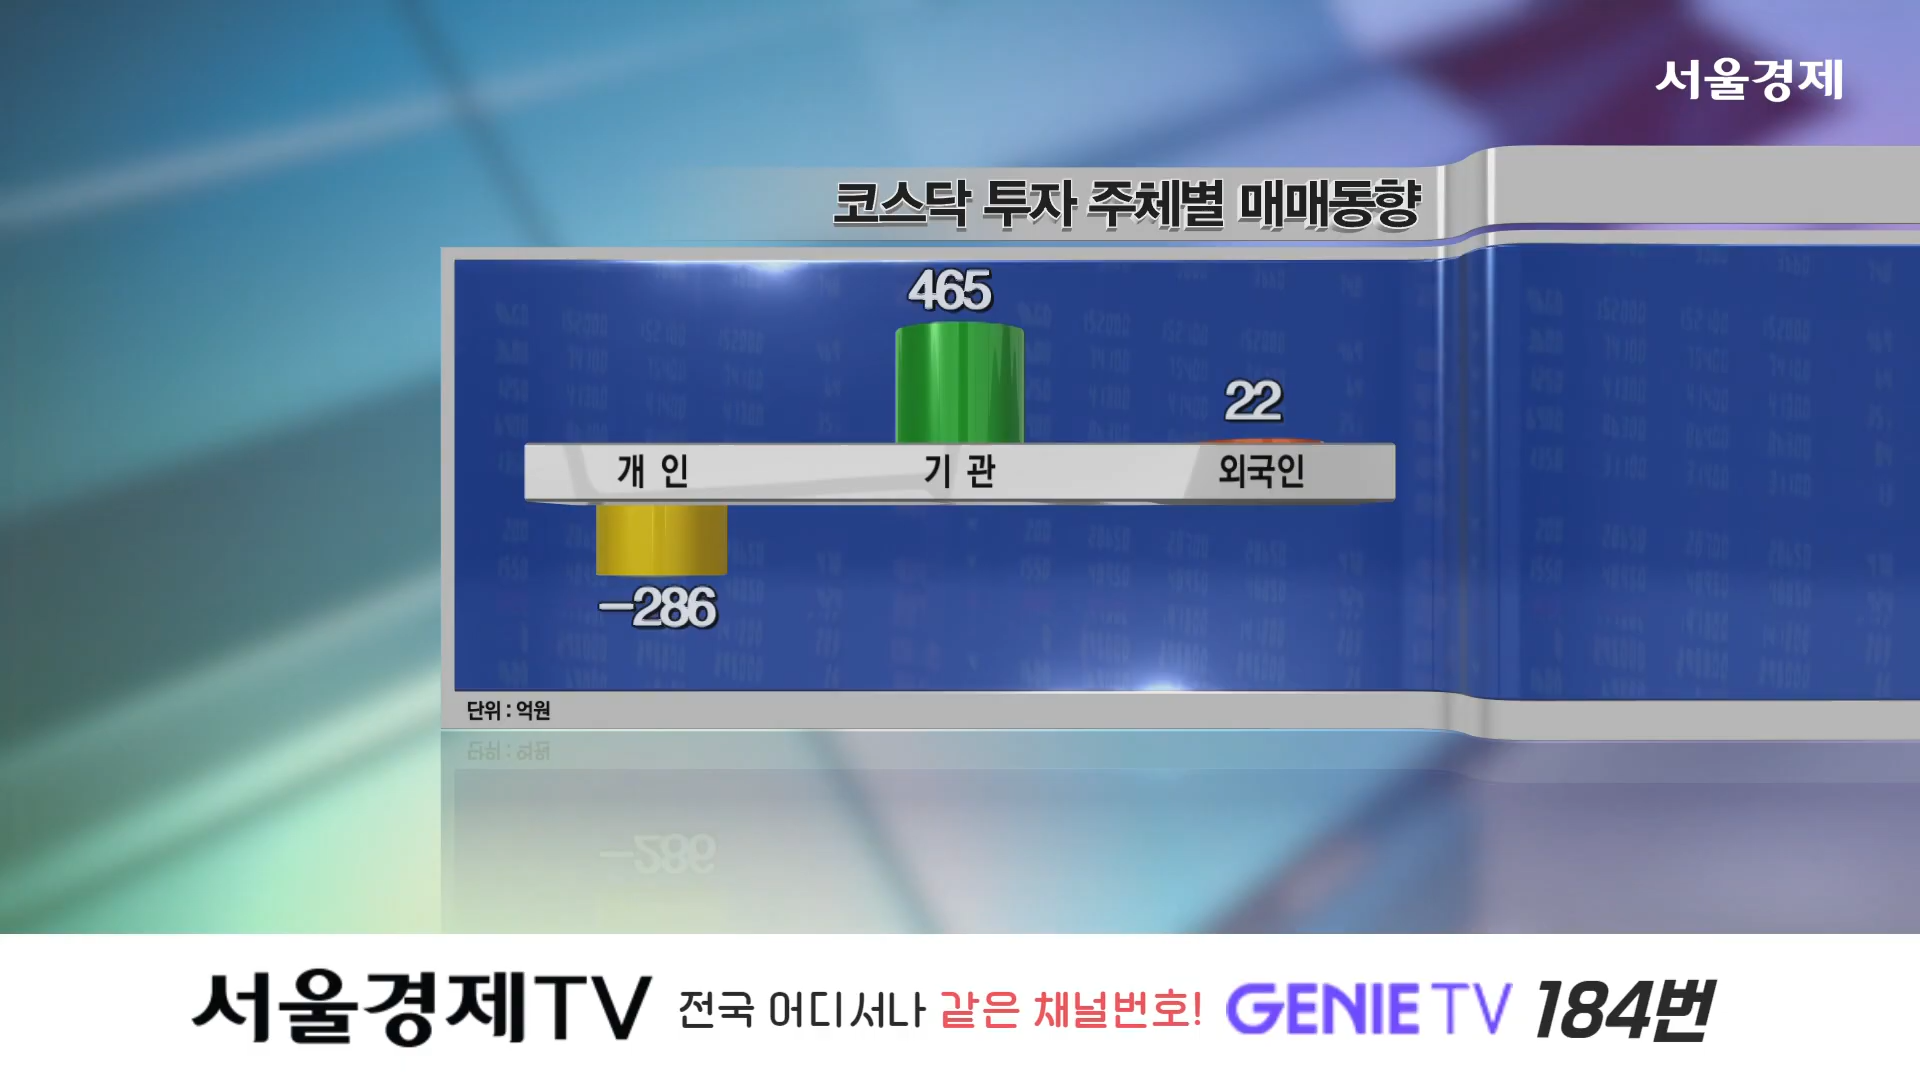 서울경제
코스닥 투자 주체별 매매동향
465
22
개 인 기 관 외국인
-286
단위 : 억원
서울경제TV 전국 어디서나 같은 채널번호! GENIE TV 184번